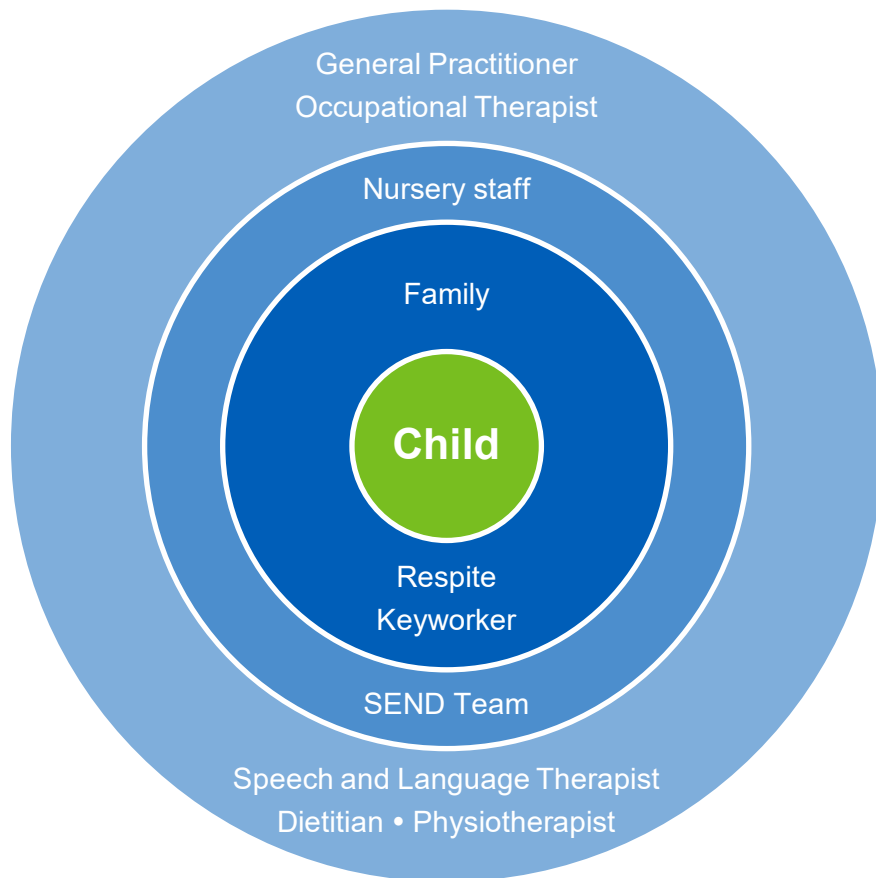 General Practitioner
Occupational Therapist
Nursery staff
Family
Child
Respite
Keyworker
SEND Team
Speech and Language Therapist
Dietitian • Physiotherapist